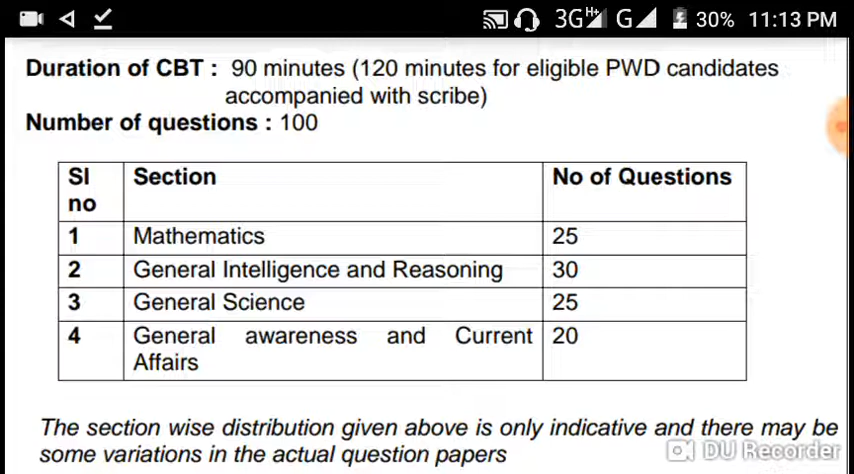 3G H+ G 30% 11:13 PM
Duration of CBT : 90 minutes (120 minutes for eligible PWD candidates
accompanied with scribe)
Number of questions : 100
Sl no Section No of Questions
1 Mathematics 25
2 General Intelligence and Reasoning 30
3 General Science 25
4 General awareness and Current 20
Affairs
The section wise distribution given above is only indicative and there may be
some variations in the actual question papers
DU Recorder